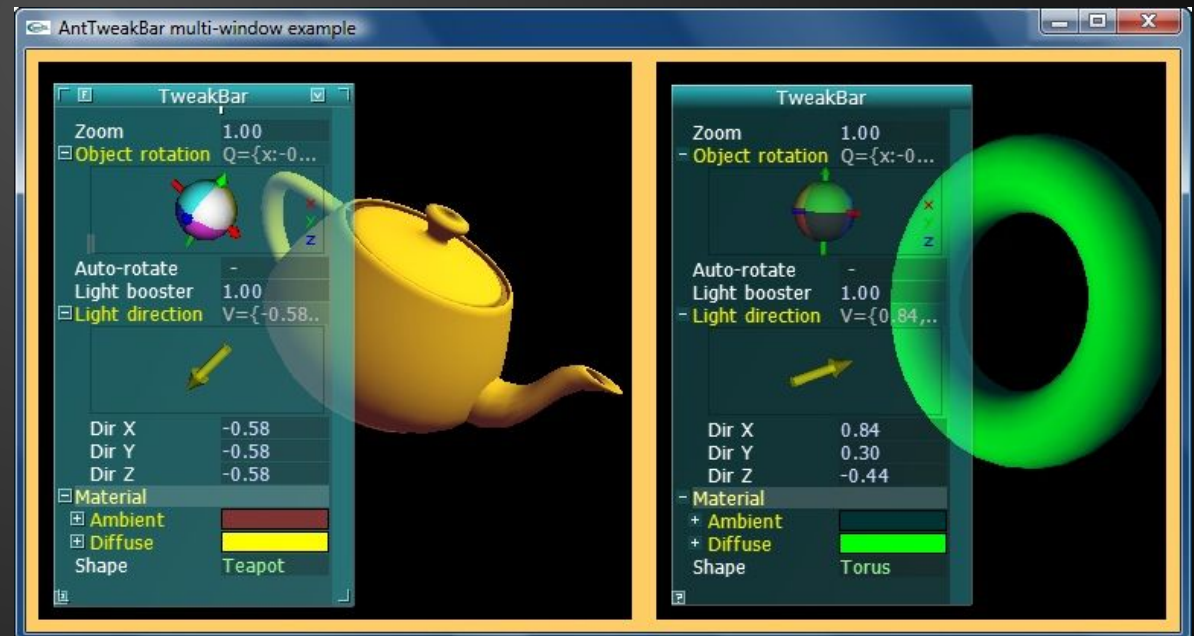 AntTweakBar multi-window example
F TweakBar V
Zoom 1.00
Object rotation Q={x:-0...
x
y
z
Auto-rotate -
Light booster 1.00
Light direction V={-0.58..
Dir X -0.58
Dir Y -0.58
Dir Z -0.58
Material
Ambient
Diffuse
Shape Teapot
TweakBar
Zoom 1.00
Object rotation Q={x:-0...
x
y
z
Auto-rotate -
Light booster 1.00
Light direction V={0.84,..
Dir X 0.84
Dir Y 0.30
Dir Z -0.44
Material
Ambient
Diffuse
Shape Torus
?